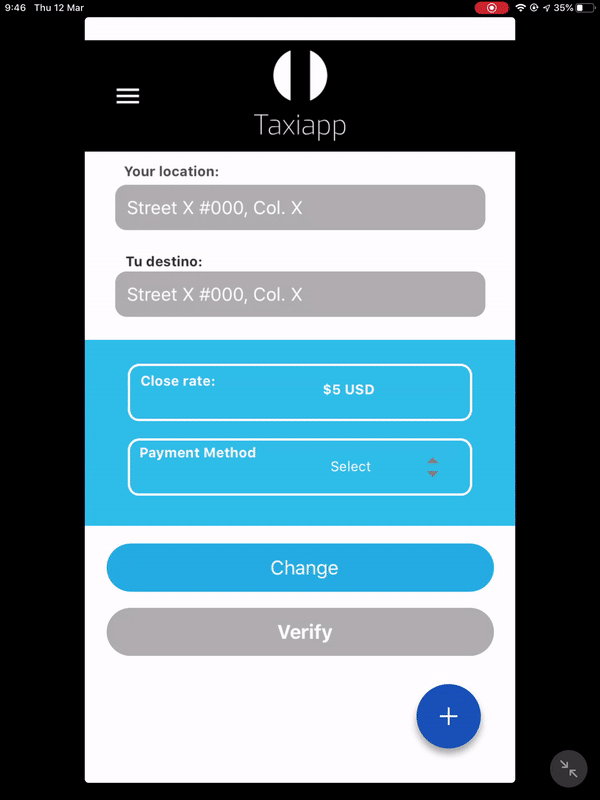 9:46 Thu 12 Mar 35%
Taxiapp
Your location:
Street X #000, Col. X
Tu destino:
Street X #000, Col. X
Close rate:
$5 USD
Payment Method
Select
Change
Verify
+